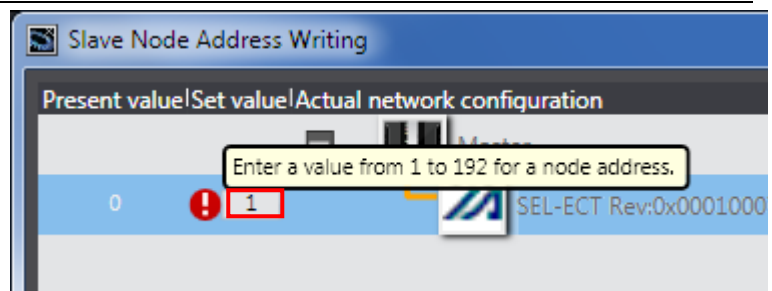 Slave Node Address Writing
Present value|Set value|Actual network configuration
Master
Enter a value from 1 to 192 for a node address.
0 1 SEL-ECT Rev:0x0001000